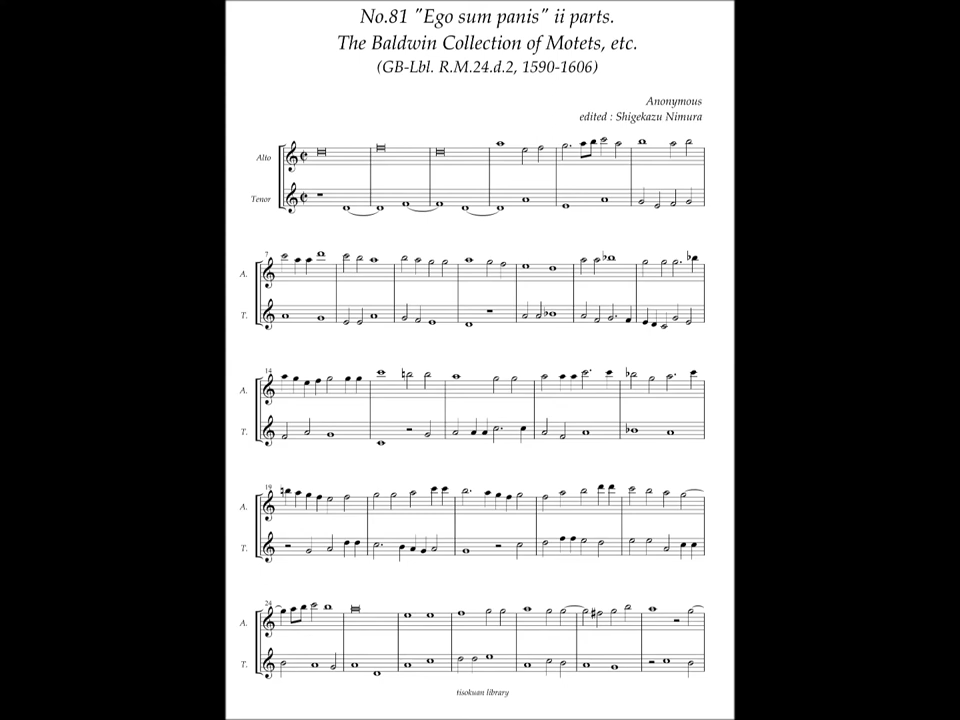 No.81 "Ego sum panis" ii parts.
The Baldwin Collection of Motets, etc.
(GB-Lbl. R.M.24.d.2, 1590-1606)
Anonymous
edited : Shigekazu Nimura
Alto
Tenor
7
A.
T.
14
A.
T.
19
A.
T.
24
A.
T.
tisokuan library